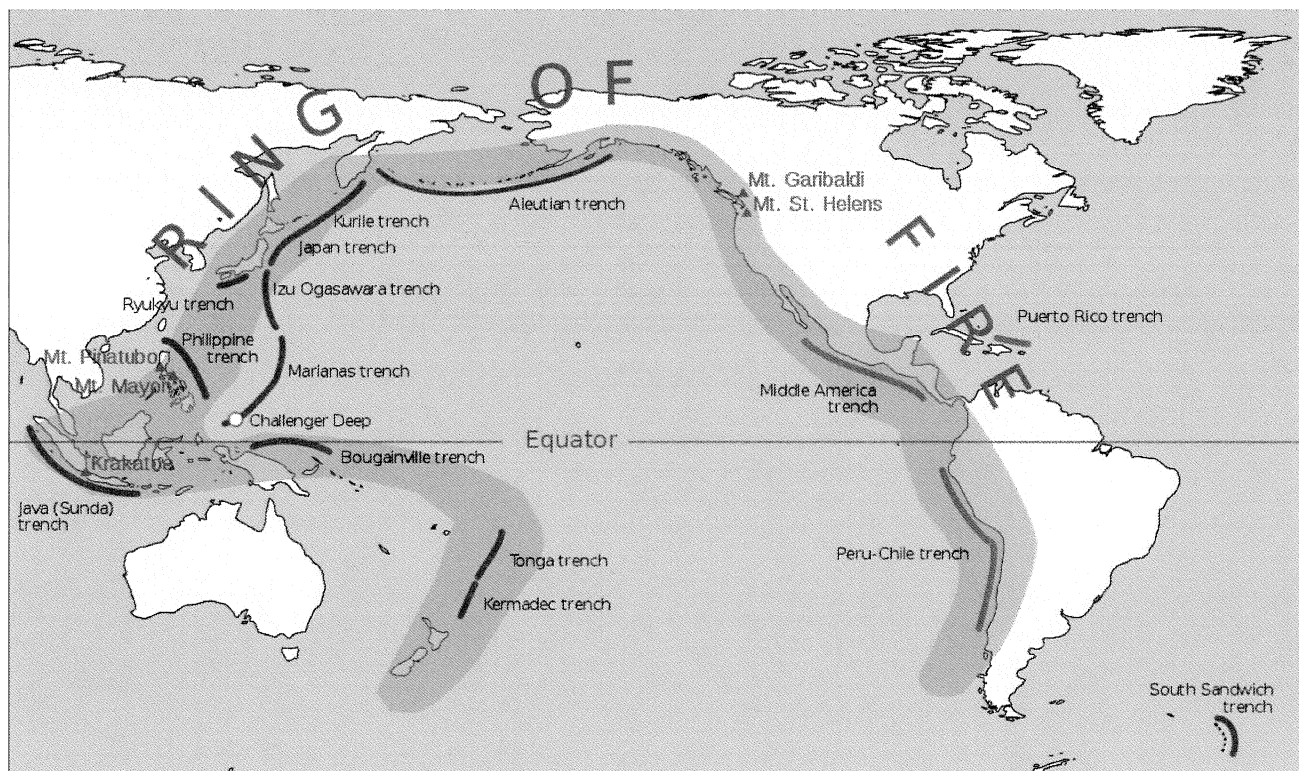 RING OF FIRE
Mt. Garibaldi
Mt. St. Helens
Aleutian trench
Kurile trench
Japan trench
Izu Ogasawara trench
Ryukyu trench
Puerto Rico trench
Philippine
trench
Mt. Pinatubo
Marianas trench
Mt. Mayon
Middle America
trench
Challenger Deep
Equator
Bougainville trench
Krakatoa
Java (Sunda)
trench
Tonga trench
Peru-Chile trench
Kermadec trench
South Sandwich
trench